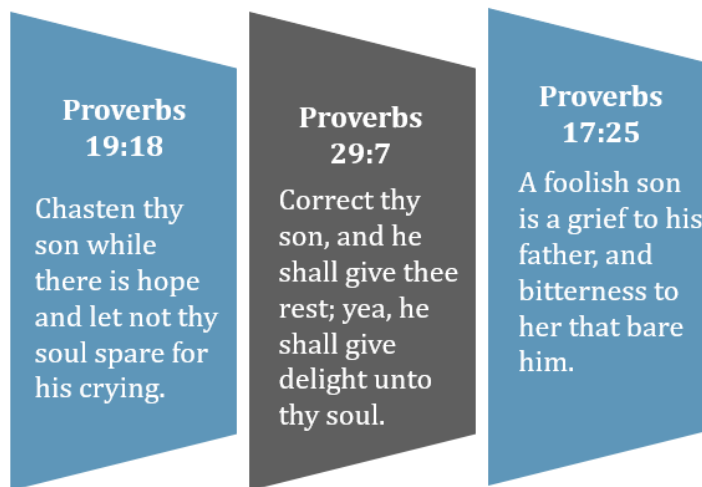 Proverbs
19:18
Chasten thy
son while
there is hope
and let not thy
soul spare for
his crying.
Proverbs
29:7
Correct thy
son, and he
shall give thee
rest; yea, he
shall give
delight unto
thy soul.
Proverbs
17:25
A foolish son
is a grief to his
father, and
bitterness to
her that bare
him.